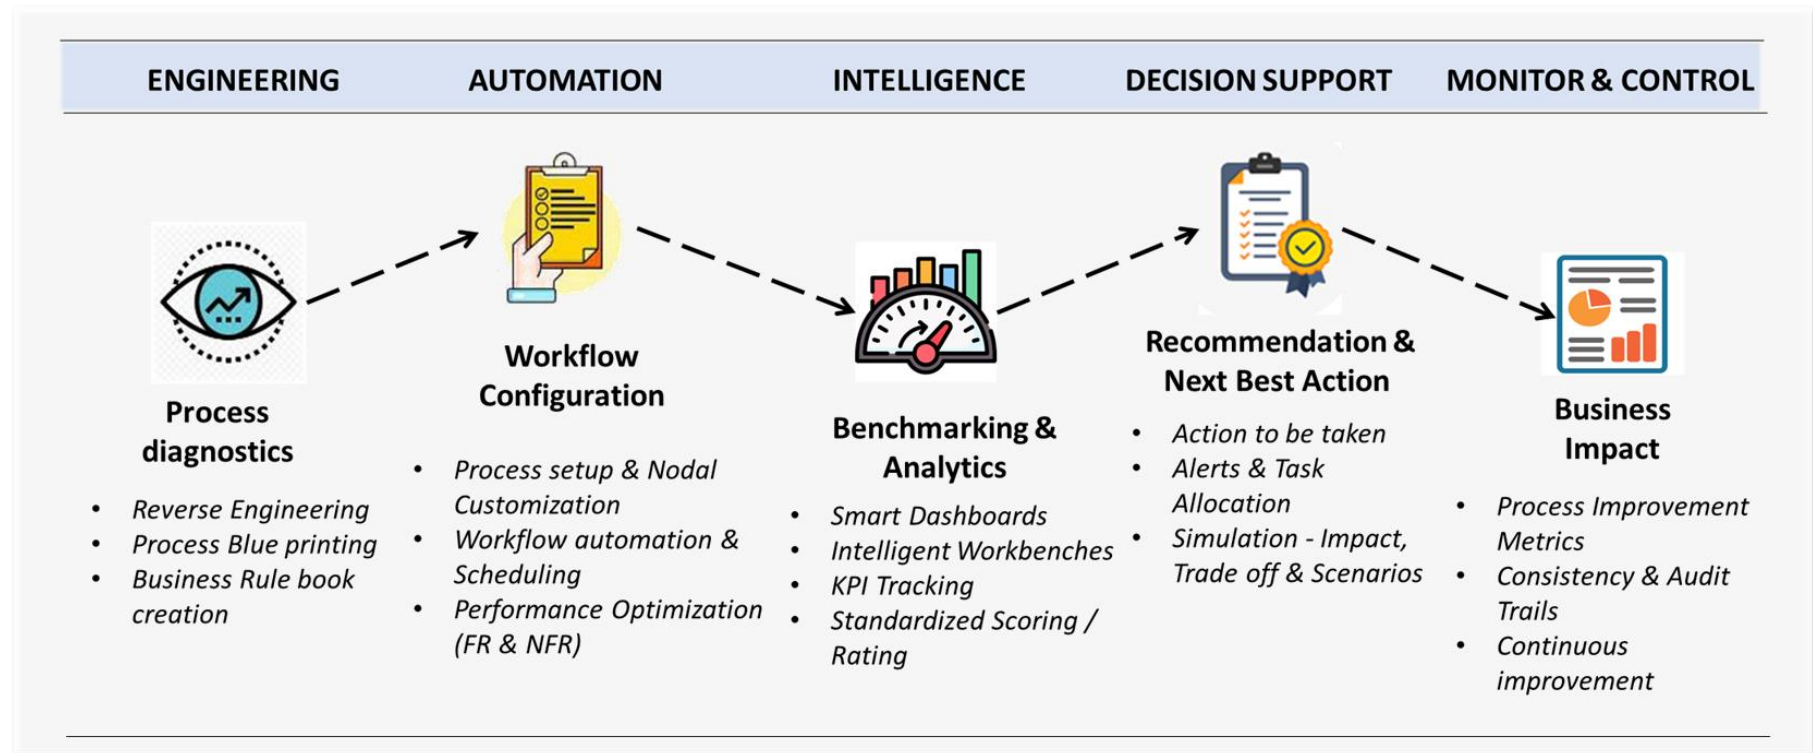 ENGINEERING AUTOMATION INTELLIGENCE DECISION SUPPORT MONITOR & CONTROL
Process
diagnostics
• Reverse Engineering
• Process Blue printing
• Business Rule book
creation
Workflow
Configuration
• Process setup & Nodal
Customization
• Workflow automation &
Scheduling
• Performance Optimization
(FR & NFR)
Benchmarking &
Analytics
• Smart Dashboards
• Intelligent Workbenches
• KPI Tracking
• Standardized Scoring /
Rating
Recommendation &
Next Best Action
• Action to be taken
• Alerts & Task
Allocation
• Simulation - Impact,
Trade off & Scenarios
Business
Impact
• Process Improvement
Metrics
• Consistency & Audit
Trails
• Continuous
improvement